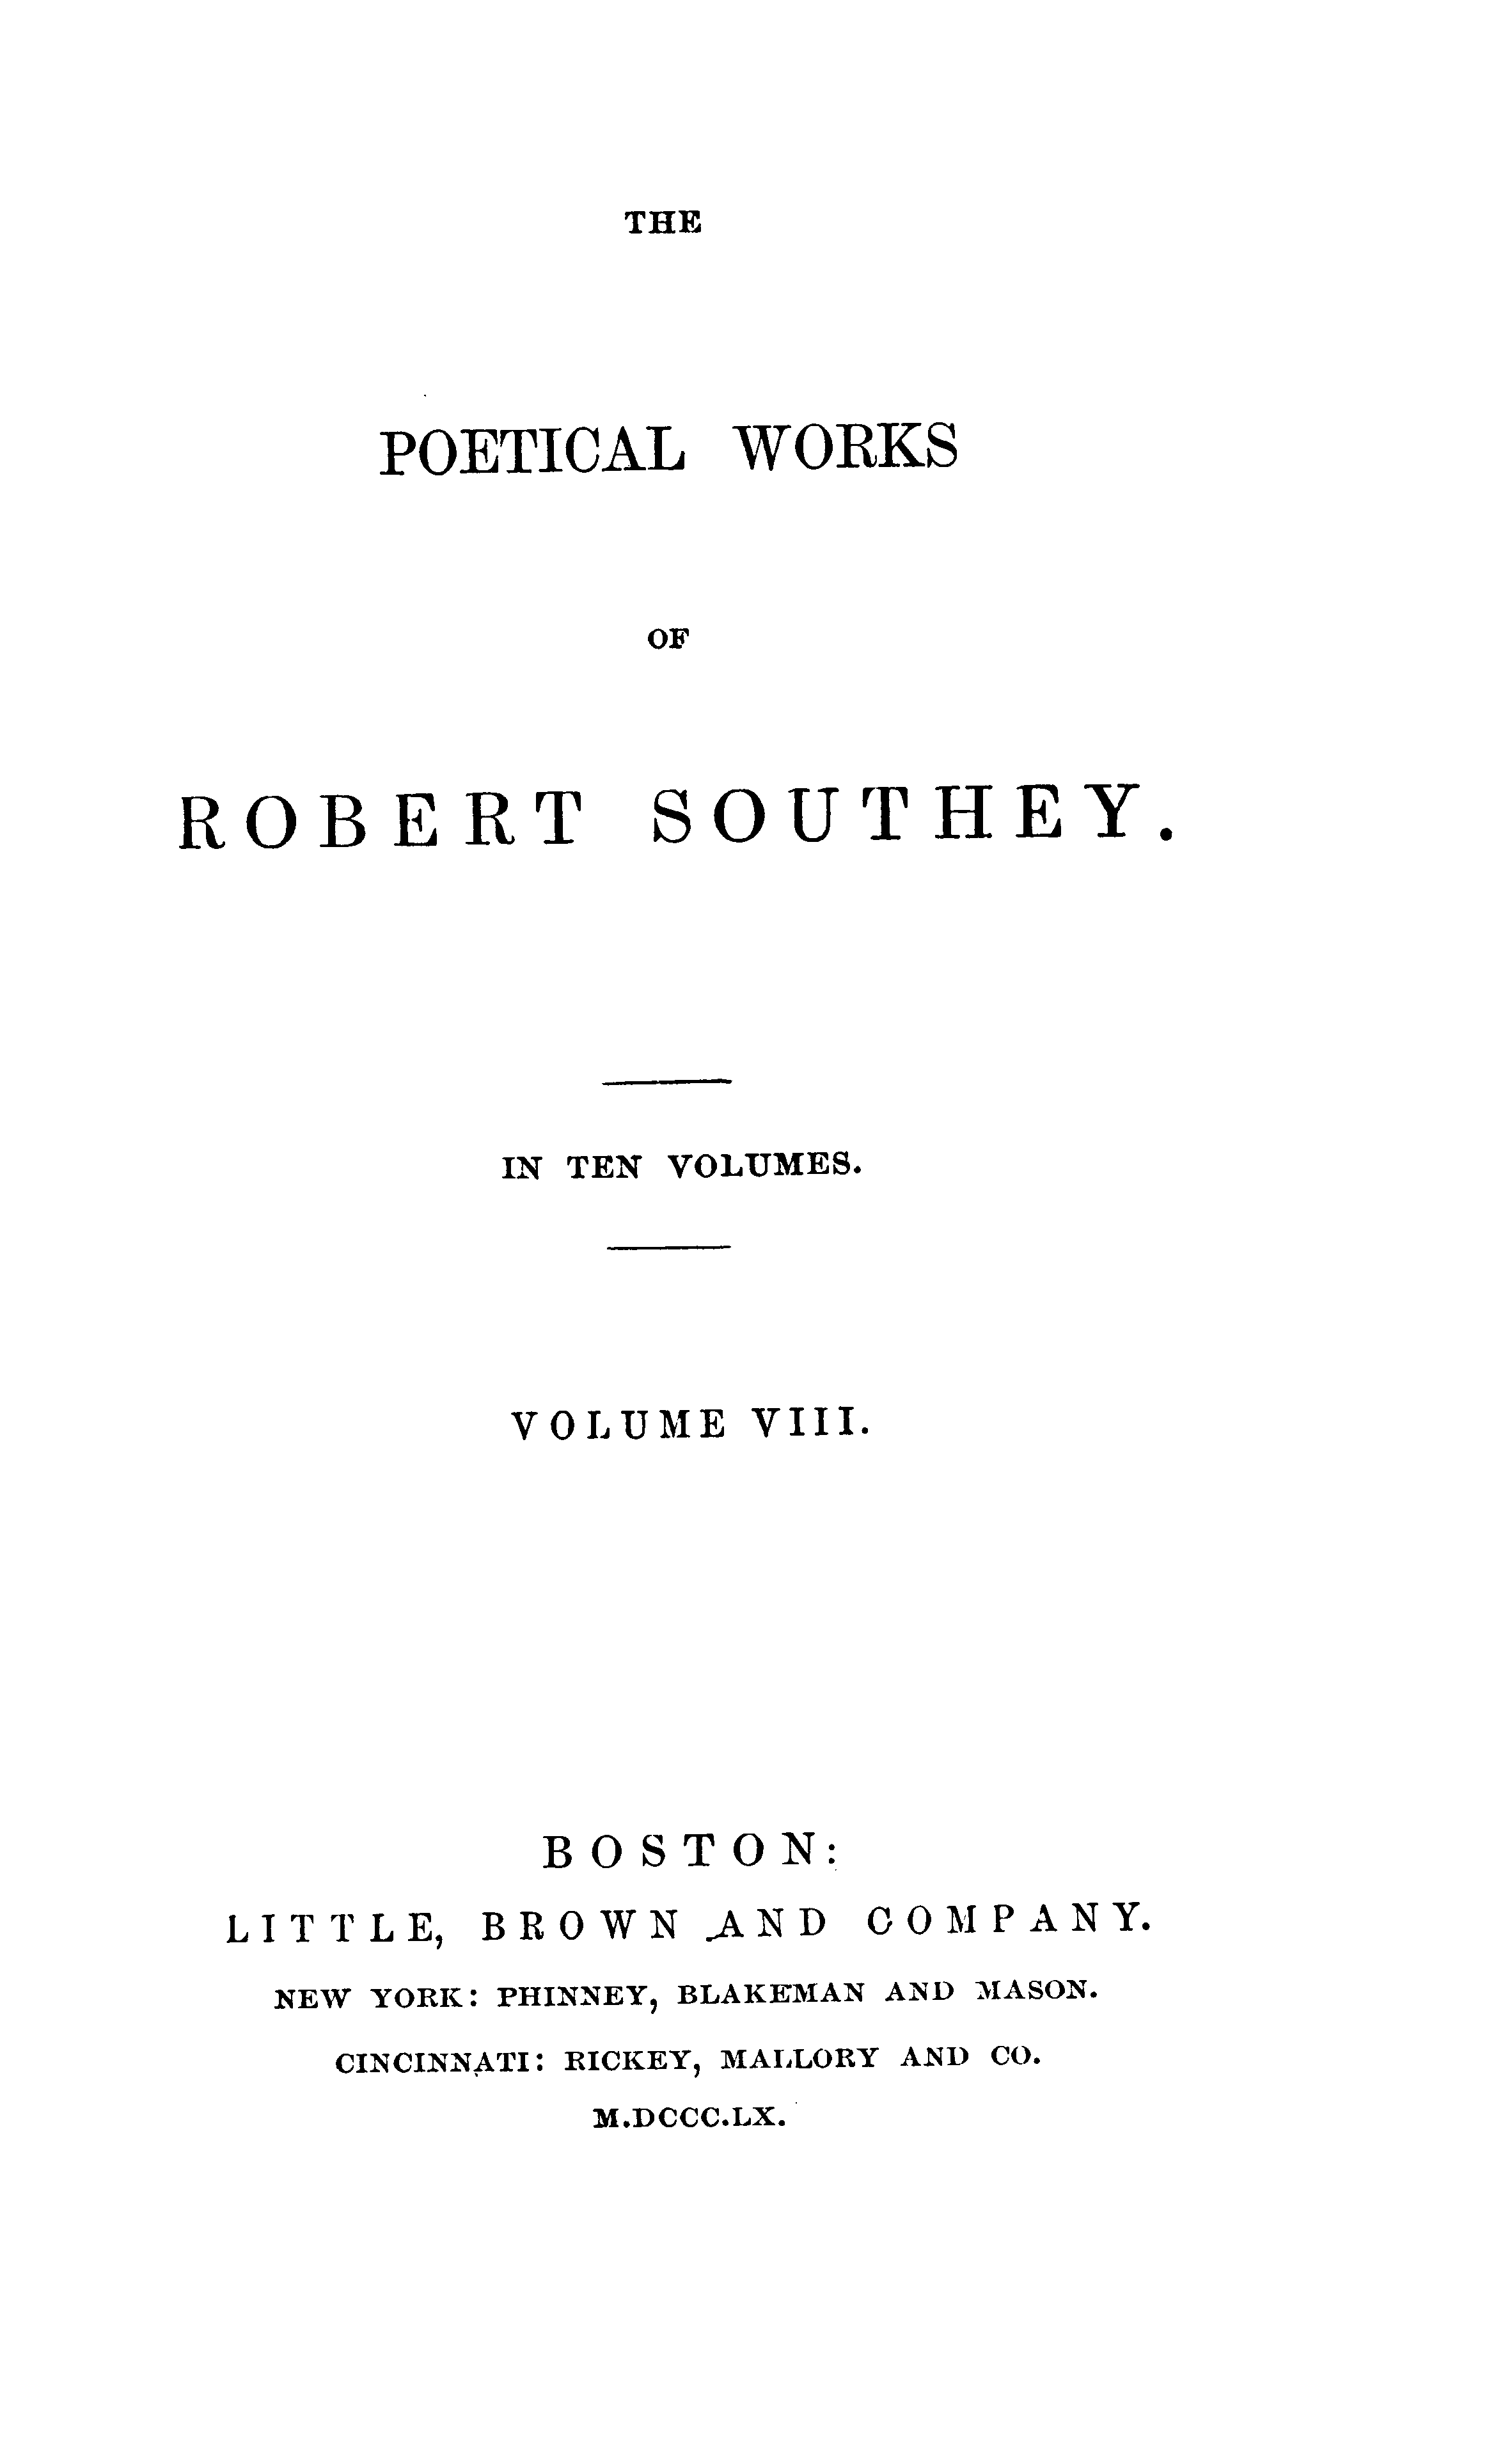 THE
POETICAL WORKS
OF
ROBERT SOUTHEY.
IN TEN VOLUMES.
VOLUME VIII.
BOSTON:
LITTLE, BROWN AND COMPANY.
NEW YORK: PHINNEY, BLAKEMAN AND MASON.
CINCINNATI: RICKEY, MALLORY AND CO.
M.DCCC.LX.